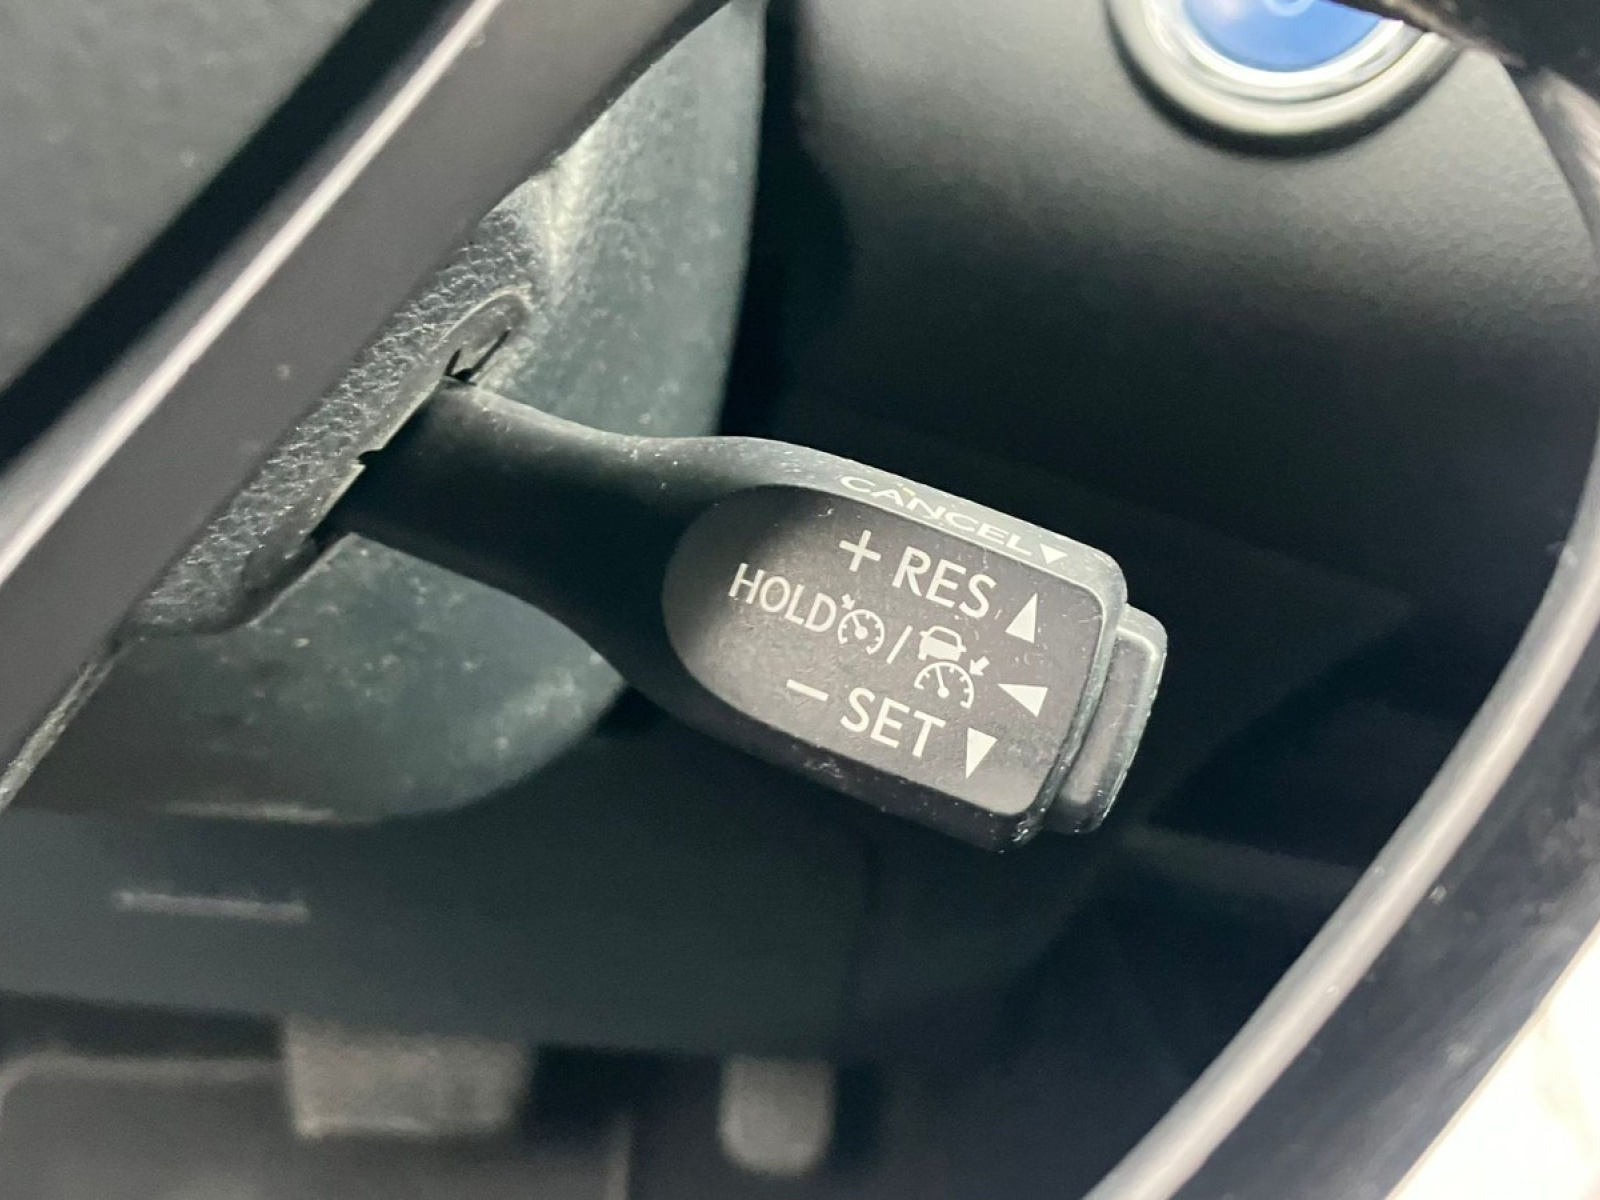 CANCEL▼
+ RES ▲
HOLD / ◀
− SET ▼